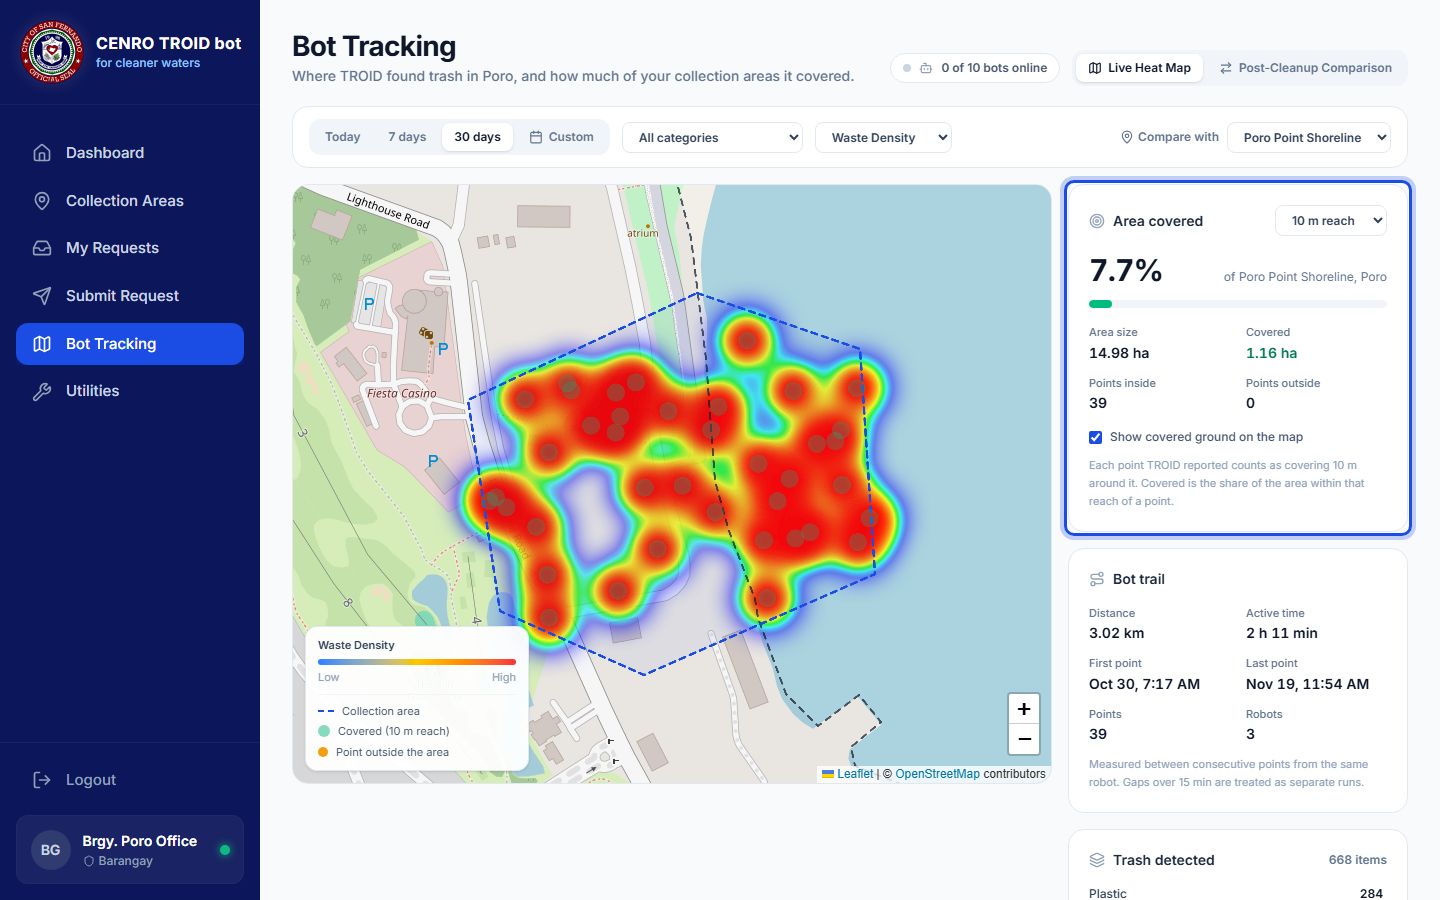 CITY OF SAN FERNANDO
OFFICIAL SEAL
CENRO TROID bot
for cleaner waters
Dashboard
Collection Areas
My Requests
Submit Request
Bot Tracking
Utilities
Logout
BG
Brgy. Poro Office
Barangay
Bot Tracking
Where TROID found trash in Poro, and how much of your collection areas it covered.
0 of 10 bots online
Live Heat Map
Post-Cleanup Comparison
Today
7 days
30 days
Custom
All categories
Waste Density
Compare with
Poro Point Shoreline
Lighthouse Road
atrium
P
P
Fiesta Casino
P
3
8
4
Waste Density
Low
High
Collection area
Covered (10 m reach)
Point outside the area
+
−
Leaflet | © OpenStreetMap contributors
Area covered
10 m reach
7.7%
of Poro Point Shoreline, Poro
Area size
Covered
14.98 ha
1.16 ha
Points inside
Points outside
39
0
Show covered ground on the map
Each point TROID reported counts as covering 10 m
around it. Covered is the share of the area within that
reach of a point.
Bot trail
Distance
Active time
3.02 km
2 h 11 min
First point
Last point
Oct 30, 7:17 AM
Nov 19, 11:54 AM
Points
Robots
39
3
Measured between consecutive points from the same
robot. Gaps over 15 min are treated as separate runs.
Trash detected
668 items
Plastic
284